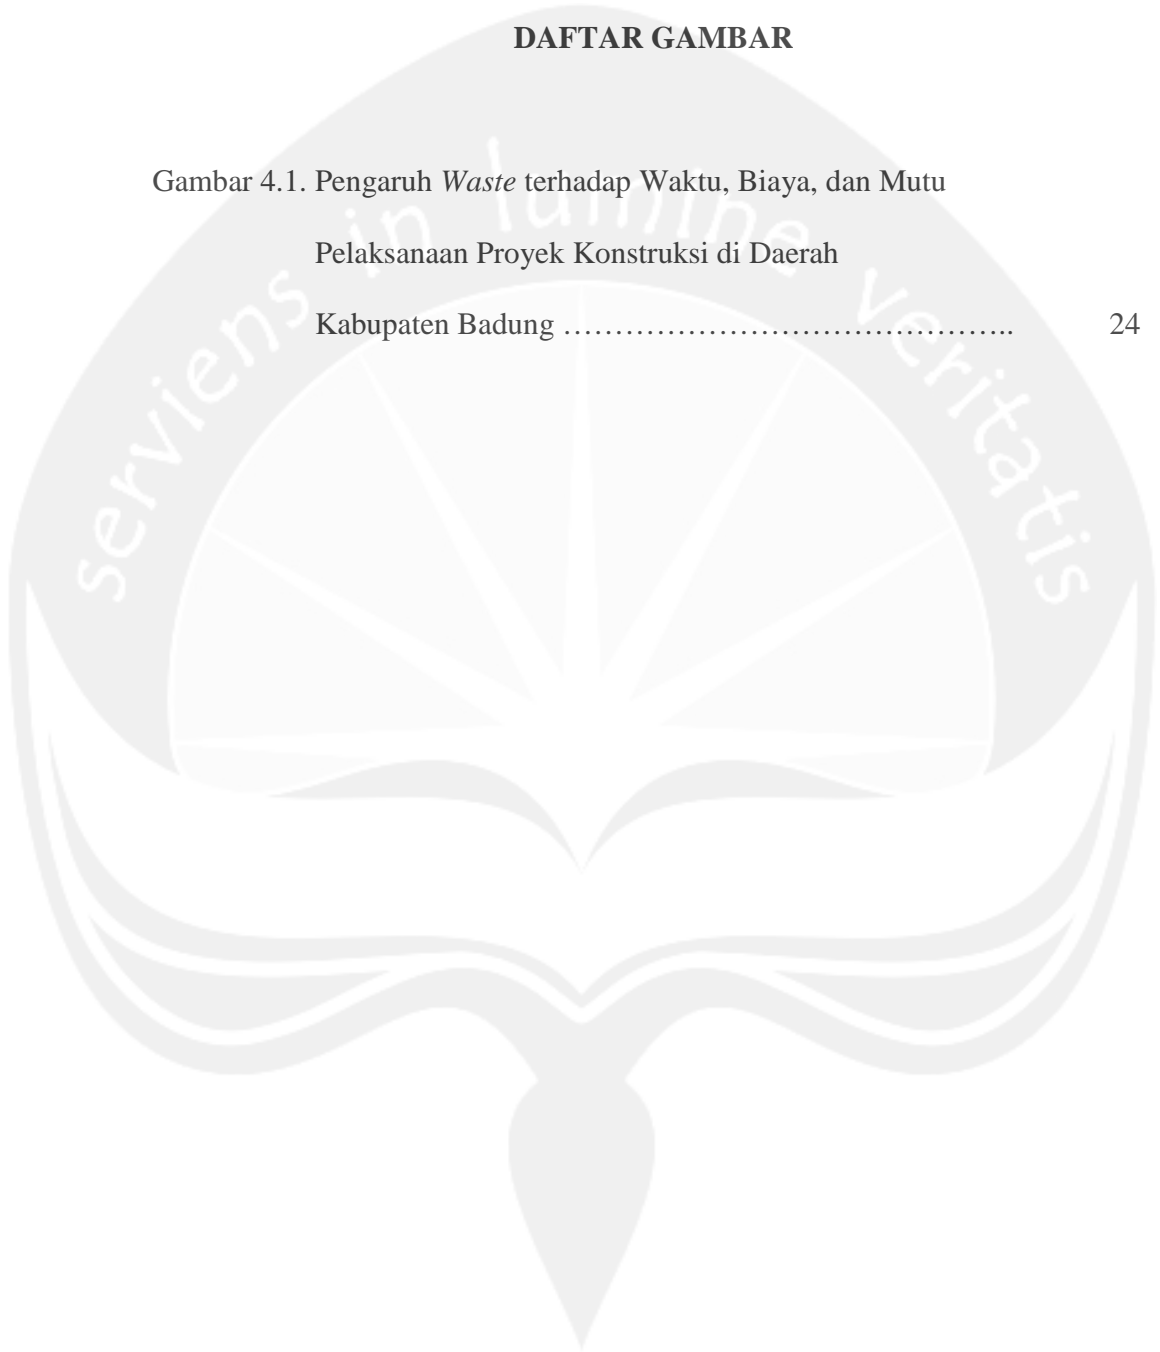 DAFTAR GAMBAR
Gambar 4.1. Pengaruh Waste terhadap Waktu, Biaya, dan Mutu
Pelaksanaan Proyek Konstruksi di Daerah
Kabupaten Badung …………………………………….. 24
serviens in lumine veritatis